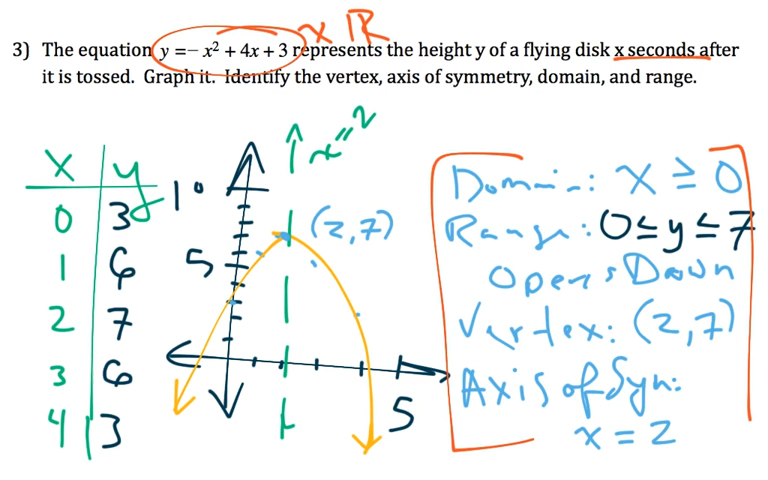 x ℝ
3) The equation y = − x² + 4x + 3 represents the height y of a flying disk x seconds after
it is tossed. Graph it. Identify the vertex, axis of symmetry, domain, and range.
x = 2
x y
0 3
1 6
2 7
3 6
4 3
10
(2,7)
5
5
Domain: x ≥ 0
Range: 0 ≤ y ≤ 7
Opens Down
Vertex: (2,7)
Axis of Sym:
x = 2